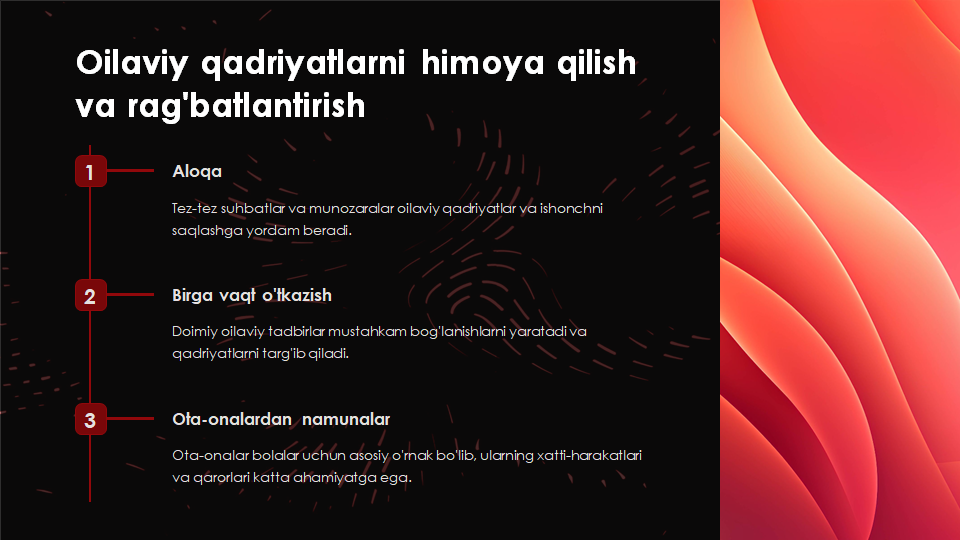 Oilaviy qadriyatlarni himoya qilish
va rag'batlantirish
1
Aloqa
Tez-tez suhbatlar va munozaralar oilaviy qadriyatlar va ishonchni
saqlashga yordam beradi.
2
Birga vaqt o'tkazish
Doimiy oilaviy tadbirlar mustahkam bog'lanishlarni yaratadi va
qadriyatlarni targ'ib qiladi.
3
Ota-onalardan namunalar
Ota-onalar bolalar uchun asosiy o'rnak bo'lib, ularning xatti-harakatlari
va qarorlari katta ahamiyatga ega.